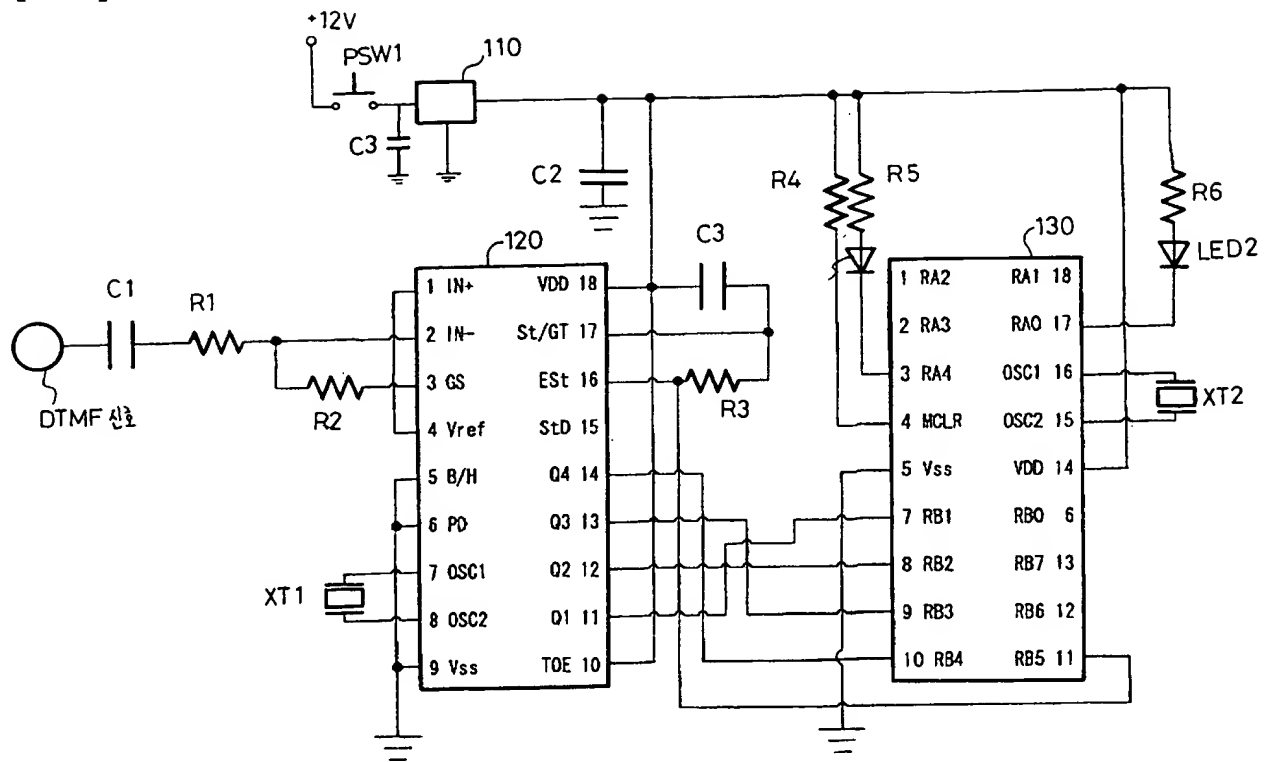 +12V
PSW1
110
C3
C2
R4
R5
R6
LED2
120
C3
130
C1
R1
R2
R3
DTMF 신호
XT1
XT2
1 IN+
VDD 18
2 IN-
St/GT 17
3 GS
ESt 16
4 Vref
StD 15
5 B/H
Q4 14
6 PD
Q3 13
7 OSC1
Q2 12
8 OSC2
Q1 11
9 Vss
TOE 10
1 RA2
RA1 18
2 RA3
RA0 17
3 RA4
OSC1 16
4 MCLR
OSC2 15
5 Vss
VDD 14
7 RB1
RB0 6
8 RB2
RB7 13
9 RB3
RB6 12
10 RB4
RB5 11